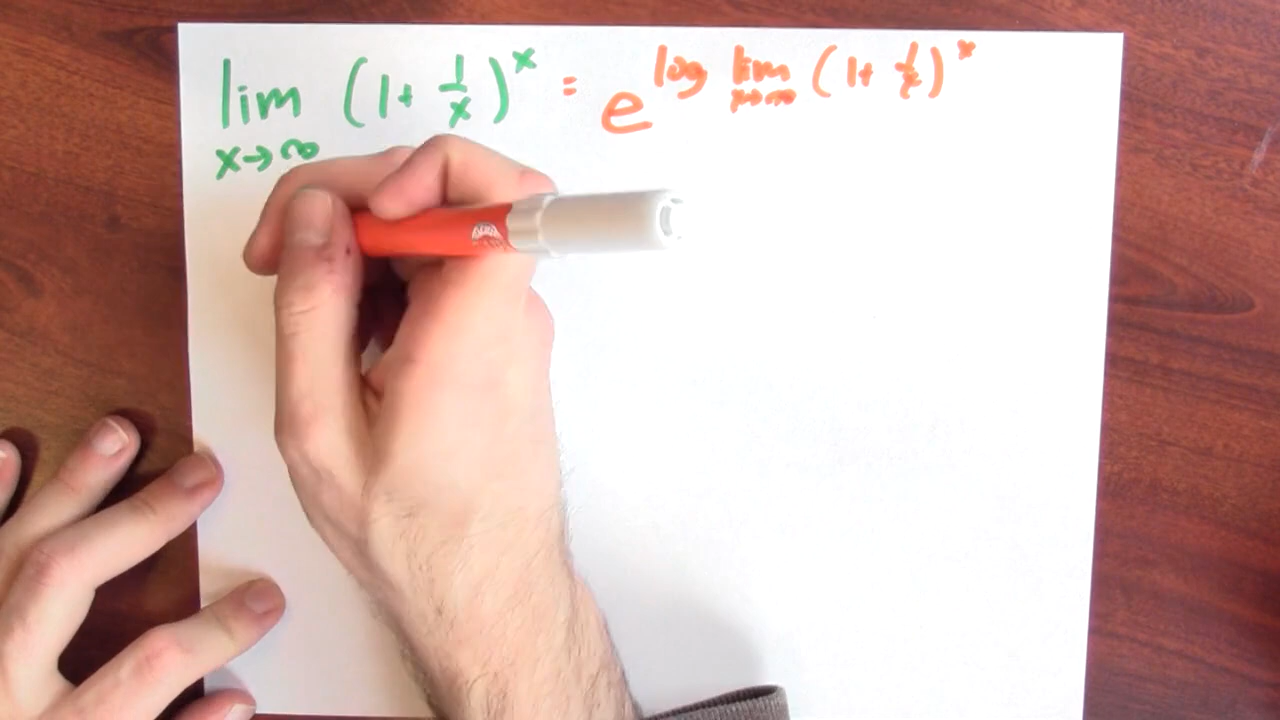 lim (1 + 1/x)^x = e^{log lim_{x→∞} (1 + 1/x)^x}
x→∞